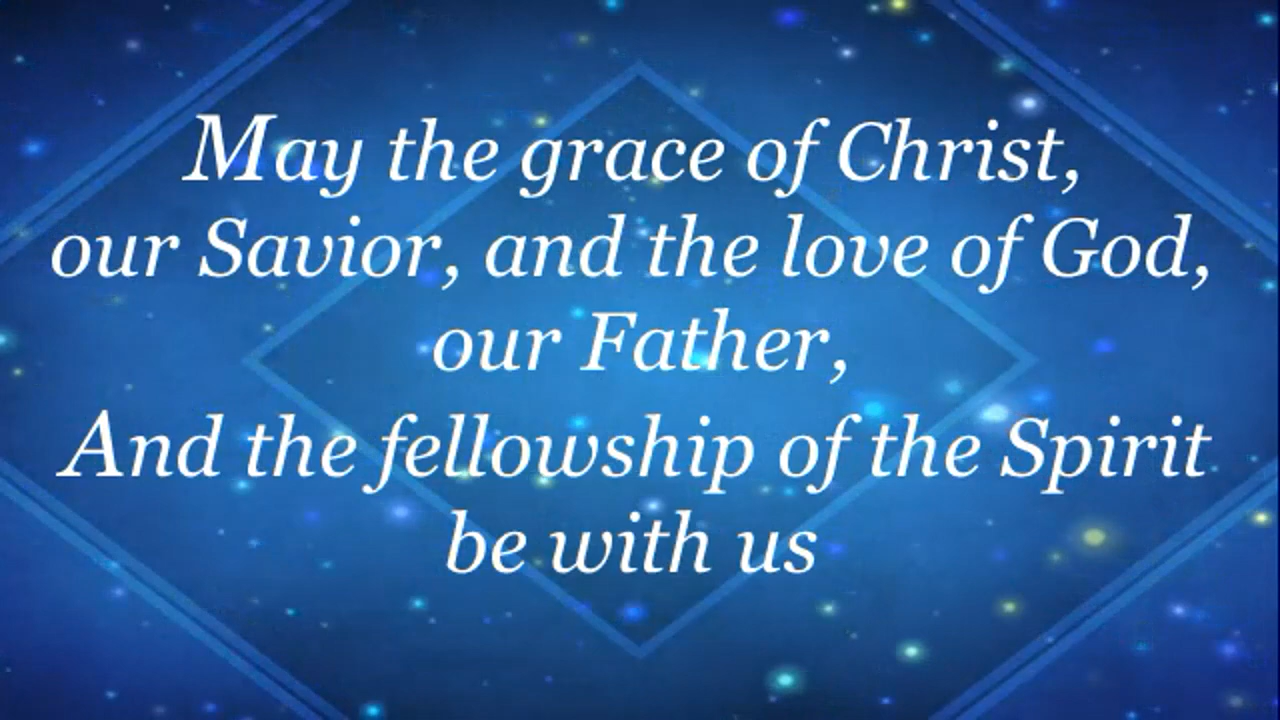 May the grace of Christ,
our Savior, and the love of God,
our Father,
And the fellowship of the Spirit
be with us